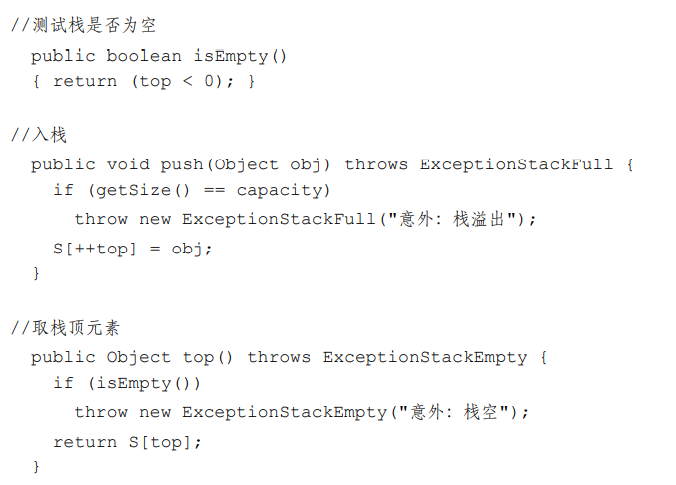 //测试栈是否为空
public boolean isEmpty()
{ return (top < 0); }
//入栈
public void push(Object obj) throws ExceptionStackFull {
if (getSize() == capacity)
throw new ExceptionStackFull("意外：栈溢出");
S[++top] = obj;
}
//取栈顶元素
public Object top() throws ExceptionStackEmpty {
if (isEmpty())
throw new ExceptionStackEmpty("意外：栈空");
return S[top];
}